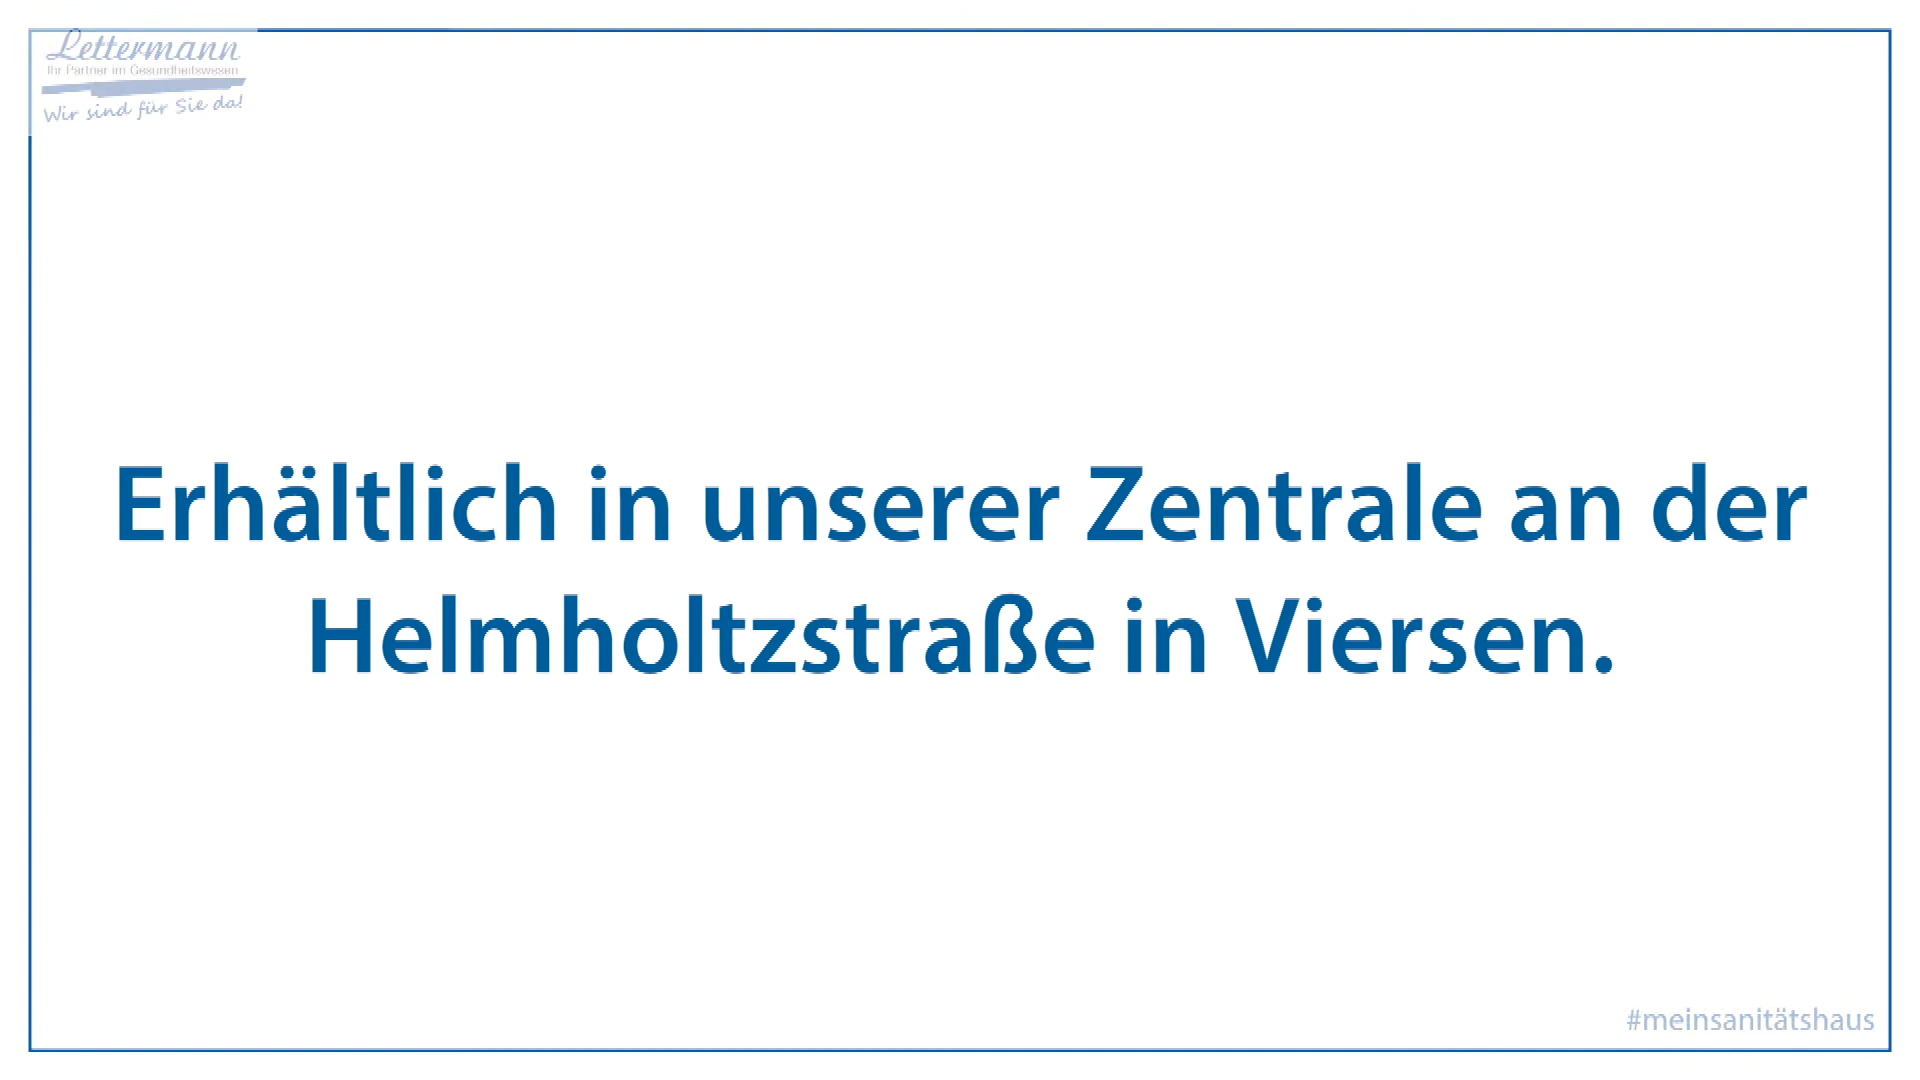 Lettermann
Ihr Partner im Gesundheitswesen
Wir sind für Sie da!
Erhältlich in unserer Zentrale an der
Helmholtzstraße in Viersen.
#meinsanitätshaus